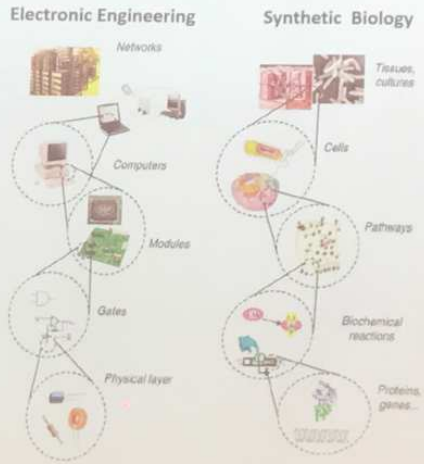 Electronic Engineering
Networks
Computers
Modules
Gates
Physical layer
Synthetic Biology
Tissues,
cultures
Cells
Pathways
Biochemical
reactions
Proteins,
genes...